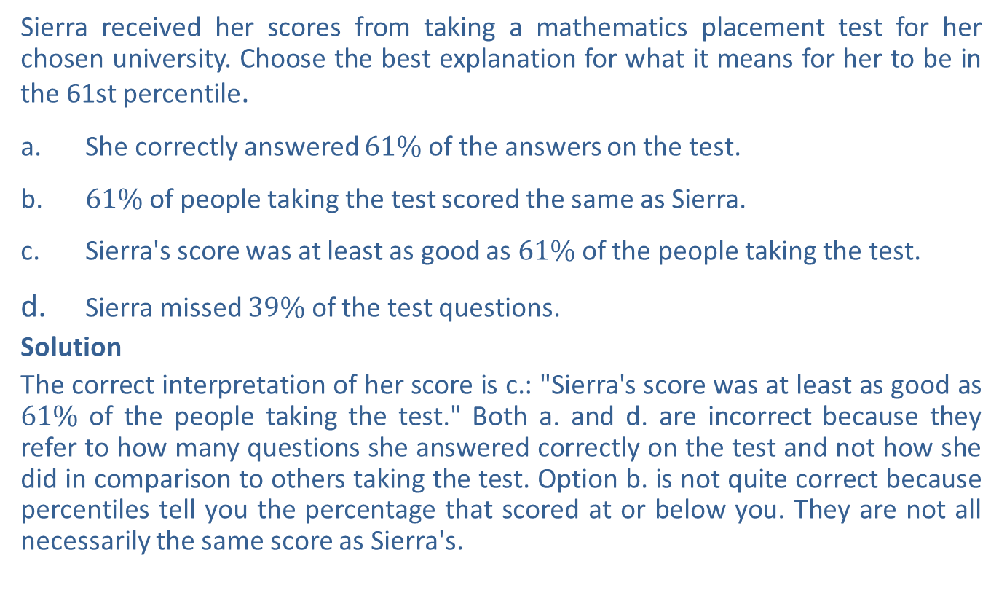 Sierra received her scores from taking a mathematics placement test for her
chosen university. Choose the best explanation for what it means for her to be in
the 61st percentile.
a. She correctly answered 61% of the answers on the test.
b. 61% of people taking the test scored the same as Sierra.
c. Sierra's score was at least as good as 61% of the people taking the test.
d. Sierra missed 39% of the test questions.
Solution
The correct interpretation of her score is c.: "Sierra's score was at least as good as
61% of the people taking the test." Both a. and d. are incorrect because they
refer to how many questions she answered correctly on the test and not how she
did in comparison to others taking the test. Option b. is not quite correct because
percentiles tell you the percentage that scored at or below you. They are not all
necessarily the same score as Sierra's.